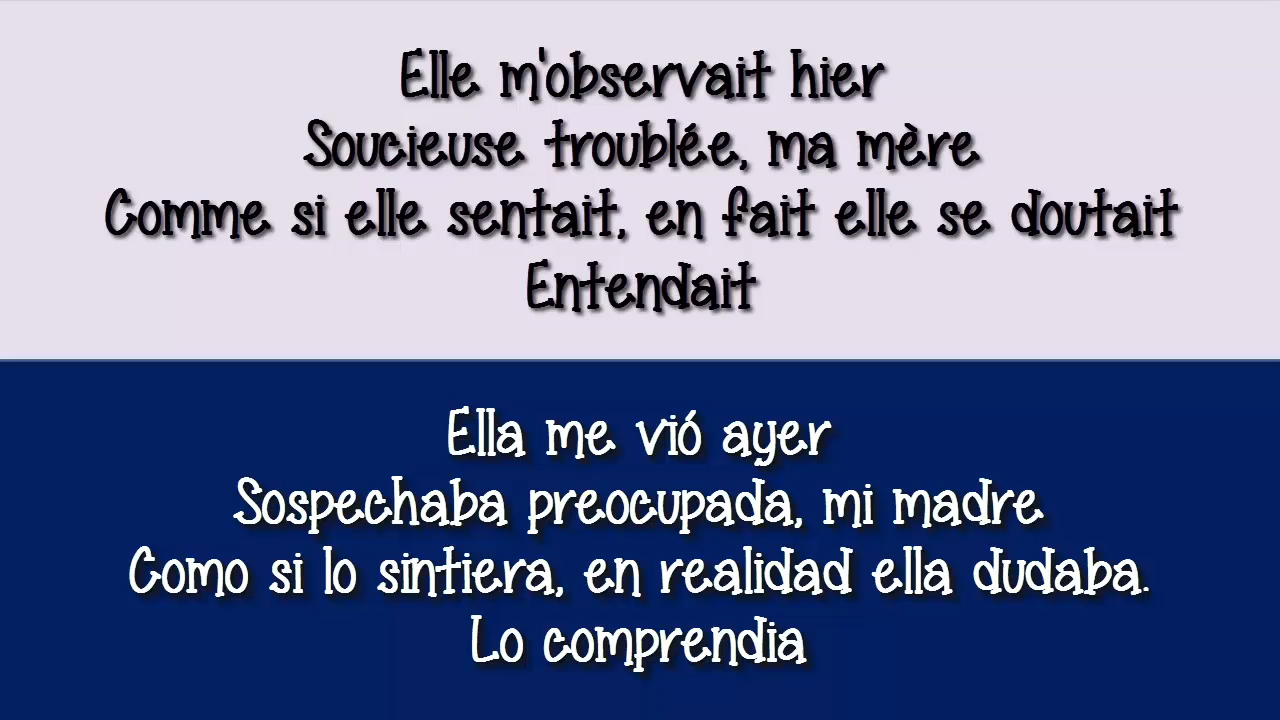 Elle m'observait hier
Soucieuse troublée, ma mère
Comme si elle sentait, en fait elle se doutait
Entendait
Ella me vió ayer
Sospechaba preocupada, mi madre
Como si lo sintiera, en realidad ella dudaba.
Lo comprendia